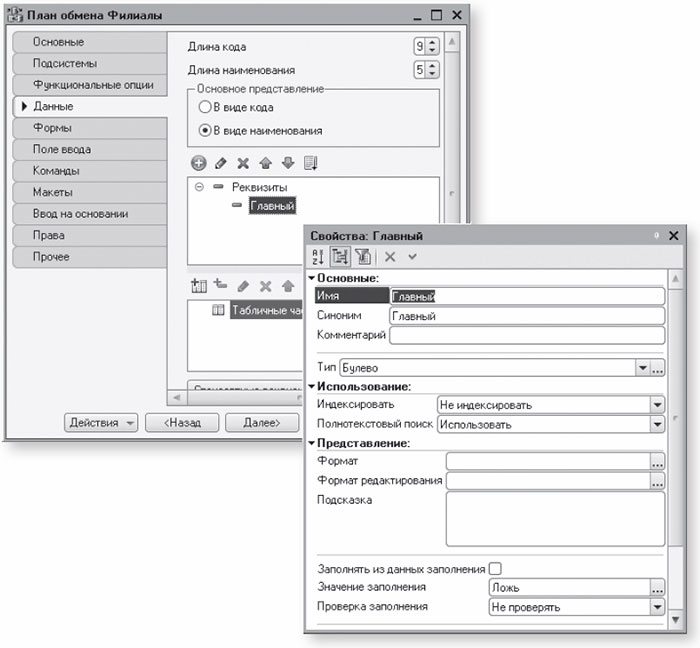 План обмена Филиалы
Основные
Подсистемы
Функциональные опции
Данные
Формы
Поле ввода
Команды
Макеты
Ввод на основании
Права
Прочее
Длина кода 9
Длина наименования 5
Основное представление
В виде кода
В виде наименования
Реквизиты
Главный
Табличные час
Действия
<Назад
Далее>
Свойства: Главный
Основные:
Имя Главный
Синоним Главный
Комментарий
Тип Булево
Использование:
Индексировать Не индексировать
Полнотекстовый поиск Использовать
Представление:
Формат
Формат редактирования
Подсказка
Заполнять из данных заполнения
Значение заполнения Ложь
Проверка заполнения Не проверять